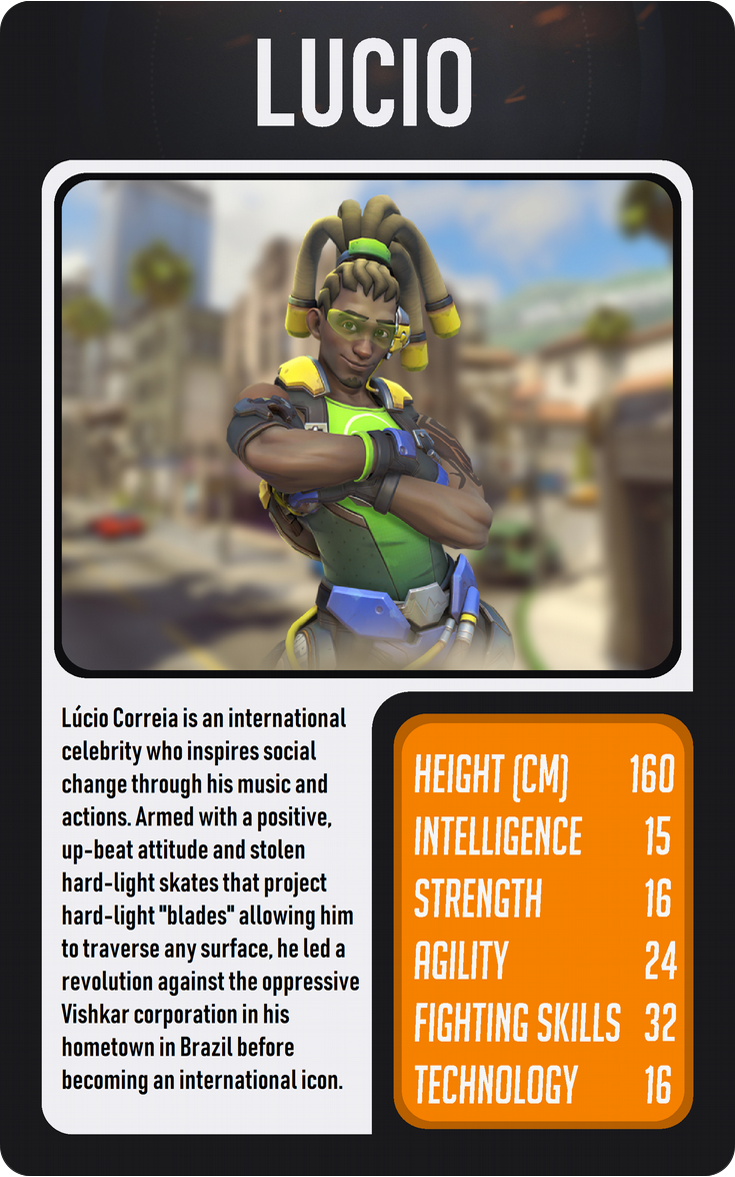 LUCIO
Lúcio Correia is an international
celebrity who inspires social
change through his music and
actions. Armed with a positive,
up-beat attitude and stolen
hard-light skates that project
hard-light "blades" allowing him
to traverse any surface, he led a
revolution against the oppressive
Vishkar corporation in his
hometown in Brazil before
becoming an international icon.
HEIGHT (CM) 160
INTELLIGENCE 15
STRENGTH 16
AGILITY 24
FIGHTING SKILLS 32
TECHNOLOGY 16